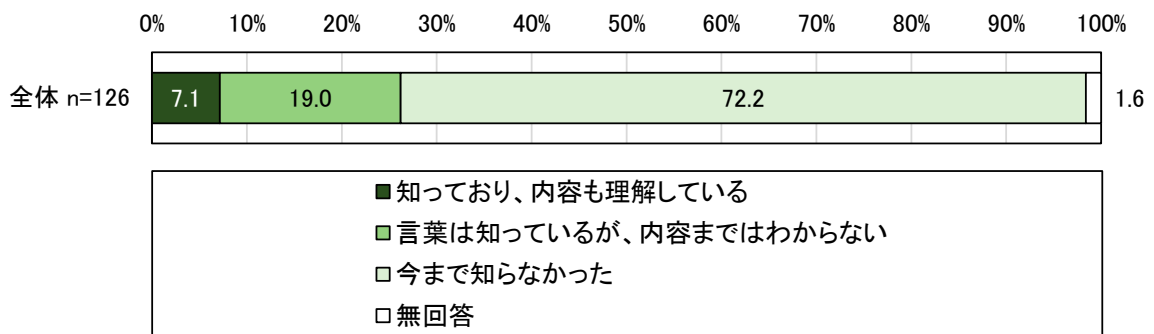 0% 10% 20% 30% 40% 50% 60% 70% 80% 90% 100%
全体 n=126 7.1 19.0 72.2 1.6
■知っており、内容も理解している
■言葉は知っているが、内容まではわからない
□今まで知らなかった
□無回答